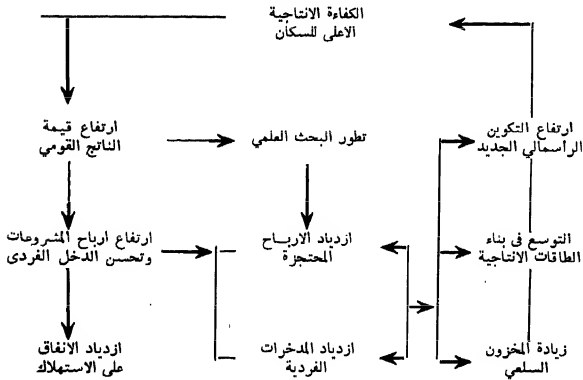 الكفاءة الانتاجية
الاعلى للسكان
ارتفاع التكوين
الرأسمالي الجديد
تطور البحث العلمي
ارتفاع قيمة
الناتج القومي
التوسع فى بناء
الطاقات الانتاجية
ازدياد الاربــاح
المحتجزة
ارتفاع ارباح المشروعات
وتحسن الدخل الفردى
زيادة المخزون
السلعي
ازدياد المدخرات
الفردية
ازدياد الانفاق
على الاستهلاك